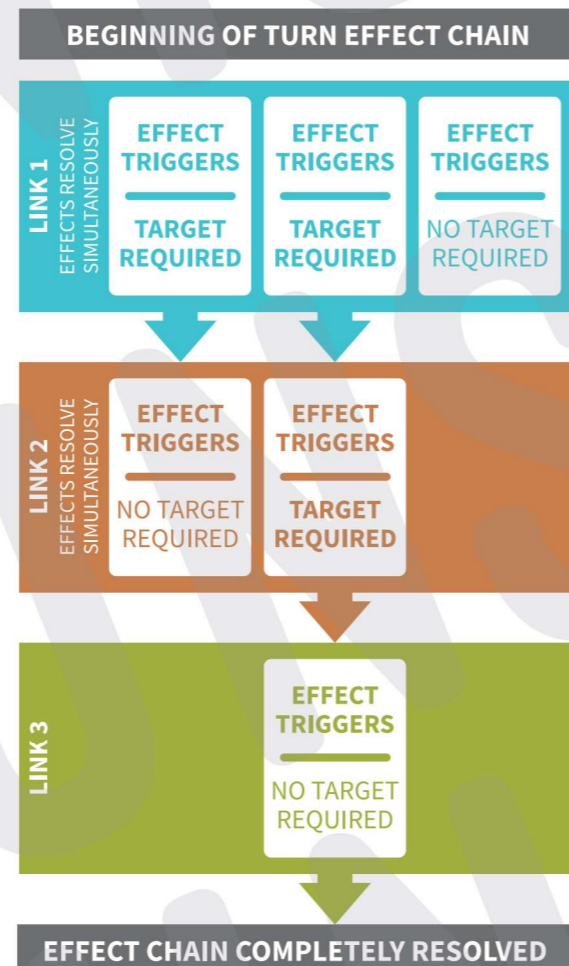 BEGINNING OF TURN EFFECT CHAIN
LINK 1
EFFECTS RESOLVE
SIMULTANEOUSLY
EFFECT
TRIGGERS
TARGET
REQUIRED
EFFECT
TRIGGERS
TARGET
REQUIRED
EFFECT
TRIGGERS
NO TARGET
REQUIRED
LINK 2
EFFECTS RESOLVE
SIMULTANEOUSLY
EFFECT
TRIGGERS
NO TARGET
REQUIRED
EFFECT
TRIGGERS
TARGET
REQUIRED
LINK 3
EFFECT
TRIGGERS
NO TARGET
REQUIRED
EFFECT CHAIN COMPLETELY RESOLVED